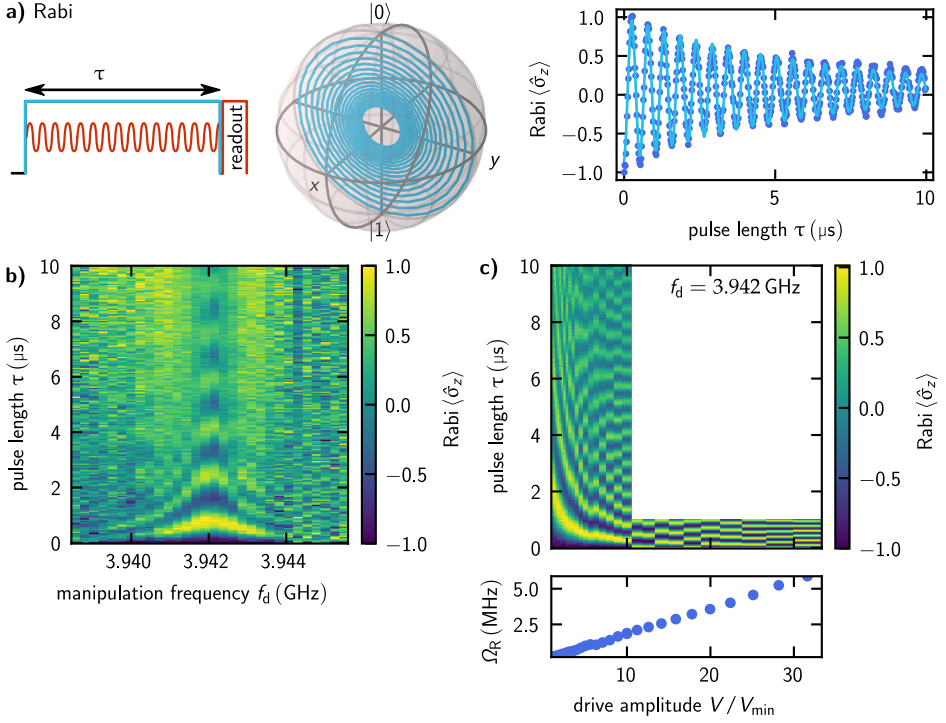 a) Rabi
τ
readout
|0⟩
x
y
|1⟩
Rabi ⟨σ̂z⟩
1.0
0.5
0.0
−0.5
−1.0
0
2
4
6
8
10
pulse length τ (µs)
b)
pulse length τ (µs)
10
8
6
4
2
0
3.940
3.942
3.944
manipulation frequency fd (GHz)
1.0
0.5
0.0
−0.5
−1.0
Rabi ⟨σ̂z⟩
c)
fd = 3.942 GHz
pulse length τ (µs)
10
8
6
4
2
0
1.0
0.5
0.0
−0.5
−1.0
Rabi ⟨σ̂z⟩
ΩR (MHz)
5.0
2.5
10
20
30
drive amplitude V / Vmin